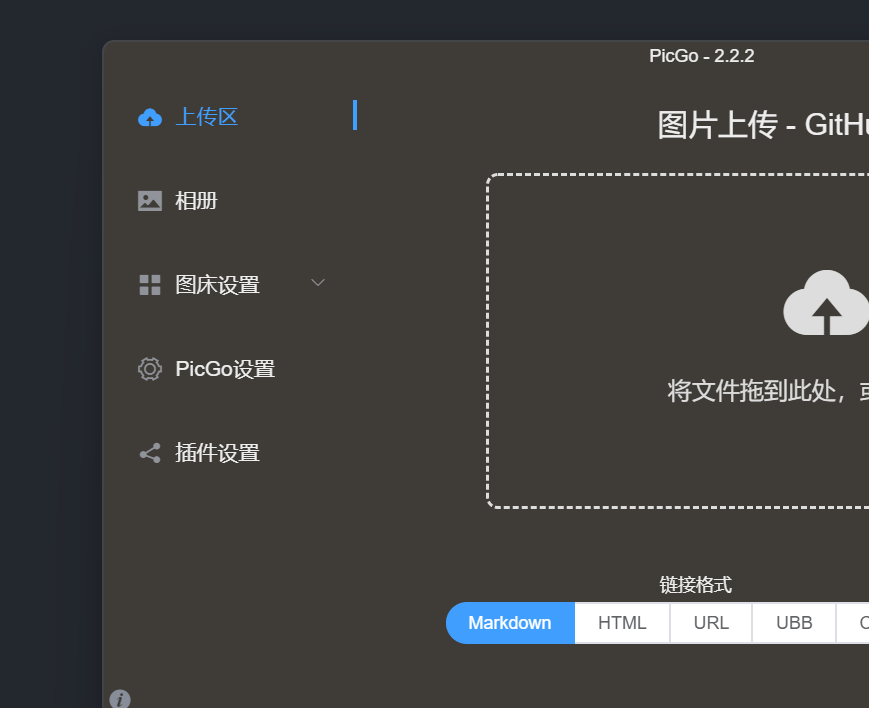 PicGo - 2.2.2
上传区
图片上传 - GitHu
相册
图床设置
PicGo设置
将文件拖到此处，或
插件设置
链接格式
Markdown HTML URL UBB C